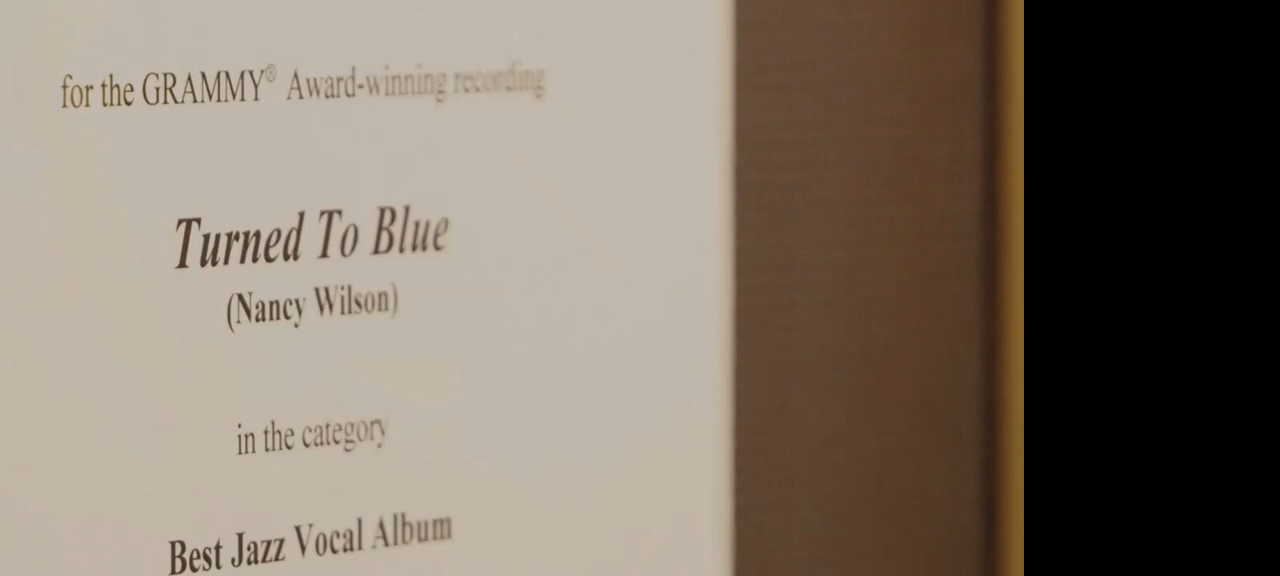 for the GRAMMY® Award-winning recording
Turned To Blue
(Nancy Wilson)
in the category
Best Jazz Vocal Album